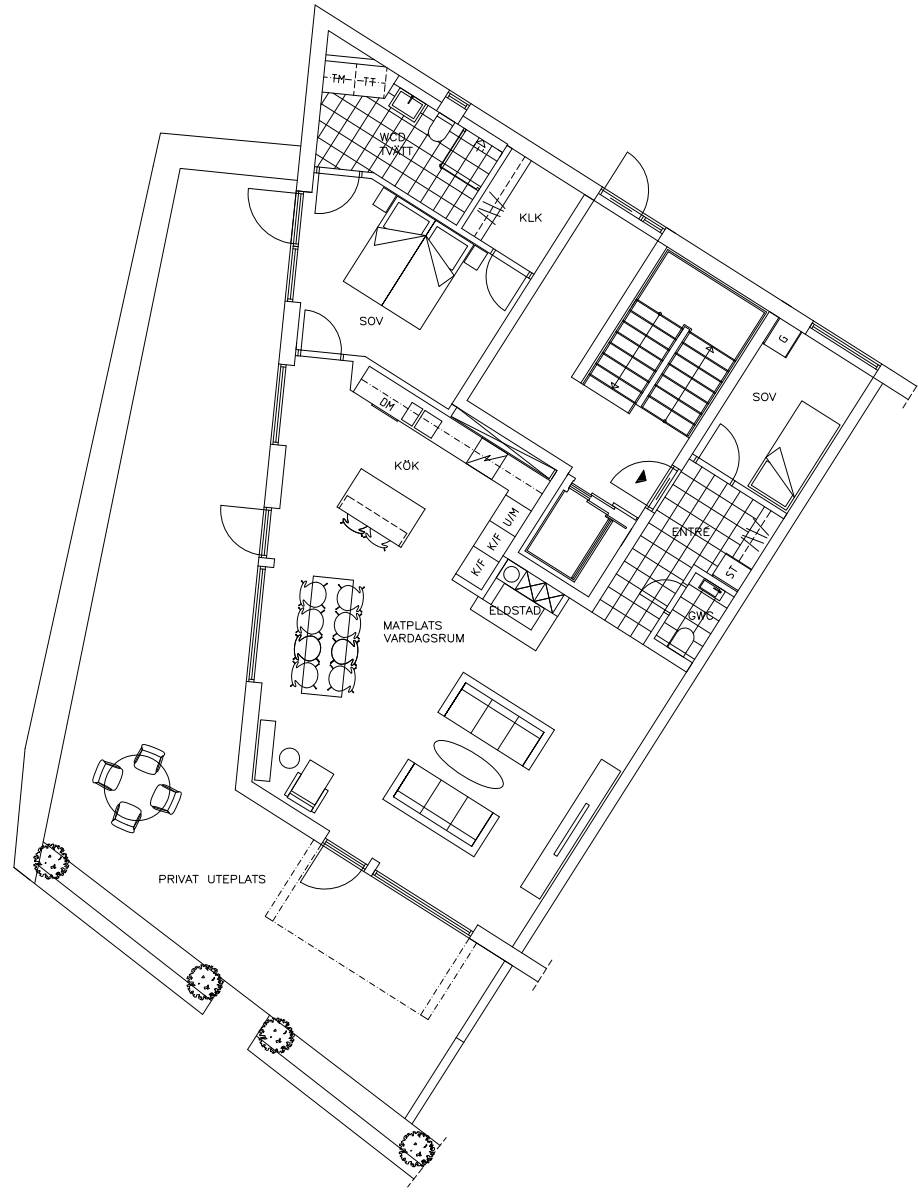 TM TT
WCD
TVÄTT
KLK
SOV
G
SOV
DM
KÖK
U/M
K/F
K/F
ENTRÉ
ST
GWC
ELDSTAD
MATPLATS
VARDAGSRUM
PRIVAT UTEPLATS